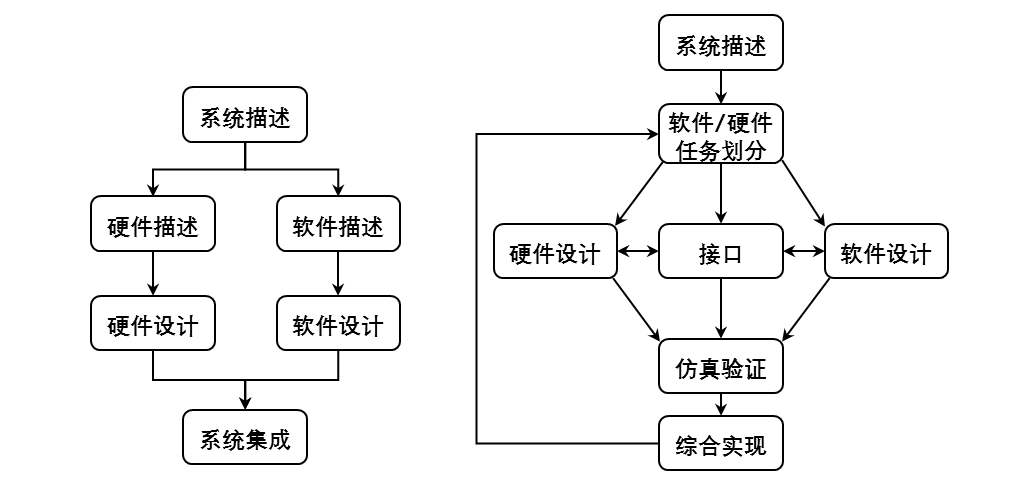 系统描述
硬件描述
软件描述
硬件设计
软件设计
系统集成
系统描述
软件/硬件
任务划分
硬件设计
接口
软件设计
仿真验证
综合实现